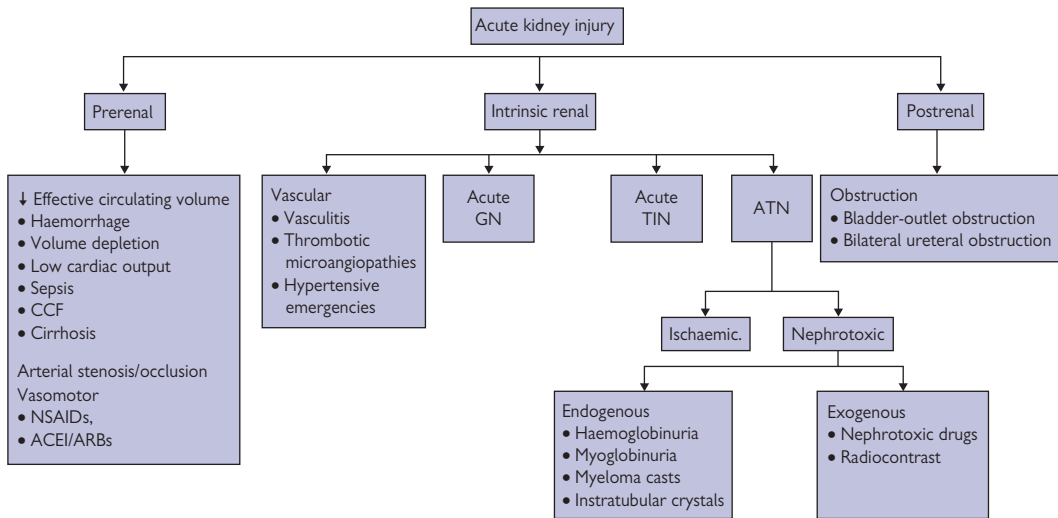 Acute kidney injury
Prerenal
Intrinsic renal
Postrenal
↓ Effective circulating volume
• Haemorrhage
• Volume depletion
• Low cardiac output
• Sepsis
• CCF
• Cirrhosis
Arterial stenosis/occlusion
Vasomotor
• NSAIDs,
• ACEI/ARBs
Vascular
• Vasculitis
• Thrombotic
microangiopathies
• Hypertensive
emergencies
Acute
GN
Acute
TIN
ATN
Obstruction
• Bladder-outlet obstruction
• Bilateral ureteral obstruction
Ischaemic.
Nephrotoxic
Endogenous
• Haemoglobinuria
• Myoglobinuria
• Myeloma casts
• Instratubular crystals
Exogenous
• Nephrotoxic drugs
• Radiocontrast